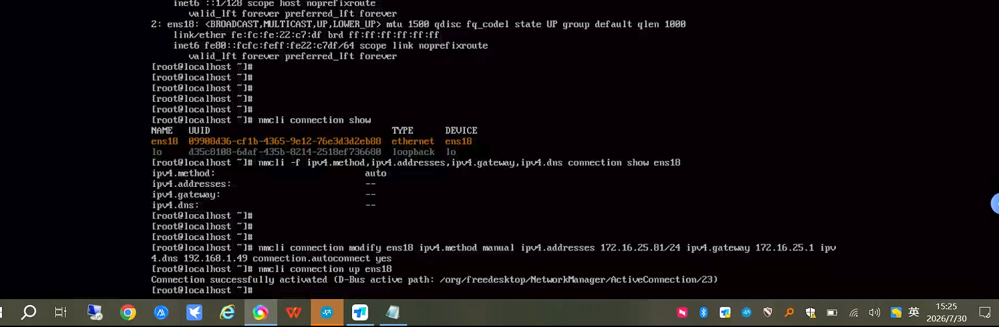 inet6 ::1/128 scope host noprefixroute
valid_lft forever preferred_lft forever
2: ens18: <BROADCAST,MULTICAST,UP,LOWER_UP> mtu 1500 qdisc fq_codel state UP group default qlen 1000
link/ether fe:fc:fe:22:c7:df brd ff:ff:ff:ff:ff:ff
inet6 fe80::fcfc:feff:fe22:c7df/64 scope link noprefixroute
valid_lft forever preferred_lft forever
[root@localhost ~]#
[root@localhost ~]#
[root@localhost ~]#
[root@localhost ~]#
[root@localhost ~]#
[root@localhost ~]# nmcli connection show
NAME UUID TYPE DEVICE
ens18 09908d36-cf1b-4365-9e12-76e3d3d2eb88 ethernet ens18
lo d35c8108-6daf-435b-8214-2518ef736680 loopback lo
[root@localhost ~]# nmcli -f ipv4.method,ipv4.addresses,ipv4.gateway,ipv4.dns connection show ens18
ipv4.method: auto
ipv4.addresses: --
ipv4.gateway: --
ipv4.dns: --
[root@localhost ~]#
[root@localhost ~]#
[root@localhost ~]#
[root@localhost ~]# nmcli connection modify ens18 ipv4.method manual ipv4.addresses 172.16.25.81/24 ipv4.gateway 172.16.25.1 ipv
4.dns 192.168.1.49 connection.autoconnect yes
[root@localhost ~]# nmcli connection up ens18
Connection successfully activated (D-Bus active path: /org/freedesktop/NetworkManager/ActiveConnection/23)
[root@localhost ~]#
英
15:25
2026/7/30